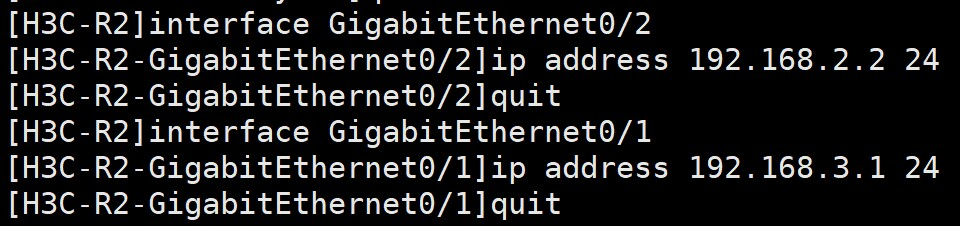 [H3C-R2]interface GigabitEthernet0/2
[H3C-R2-GigabitEthernet0/2]ip address 192.168.2.2 24
[H3C-R2-GigabitEthernet0/2]quit
[H3C-R2]interface GigabitEthernet0/1
[H3C-R2-GigabitEthernet0/1]ip address 192.168.3.1 24
[H3C-R2-GigabitEthernet0/1]quit